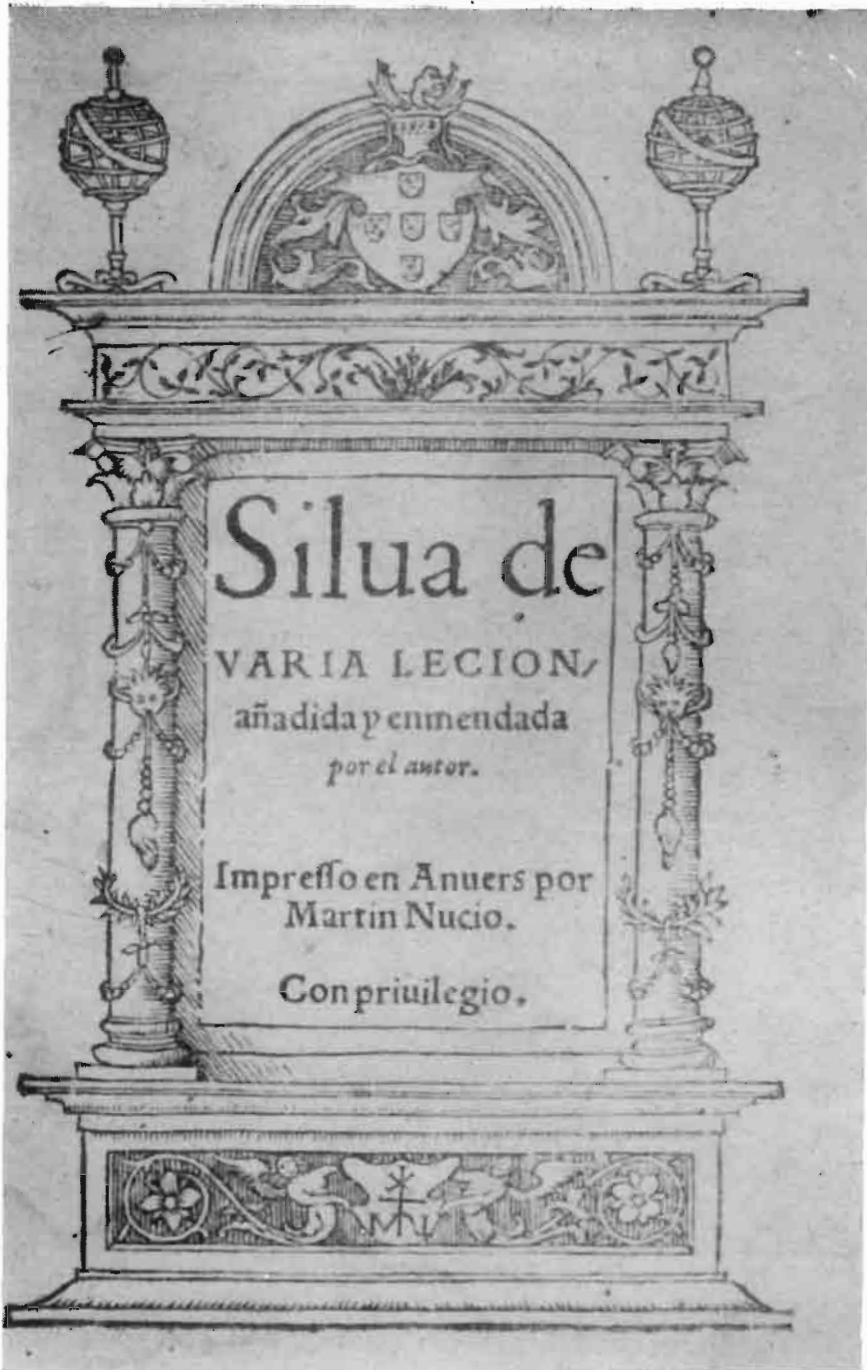 Silua de
VARIA LECION,
añadida y enmendada
por el autor.
Impresso en Anuers por
Martin Nucio.
Con priuilegio.